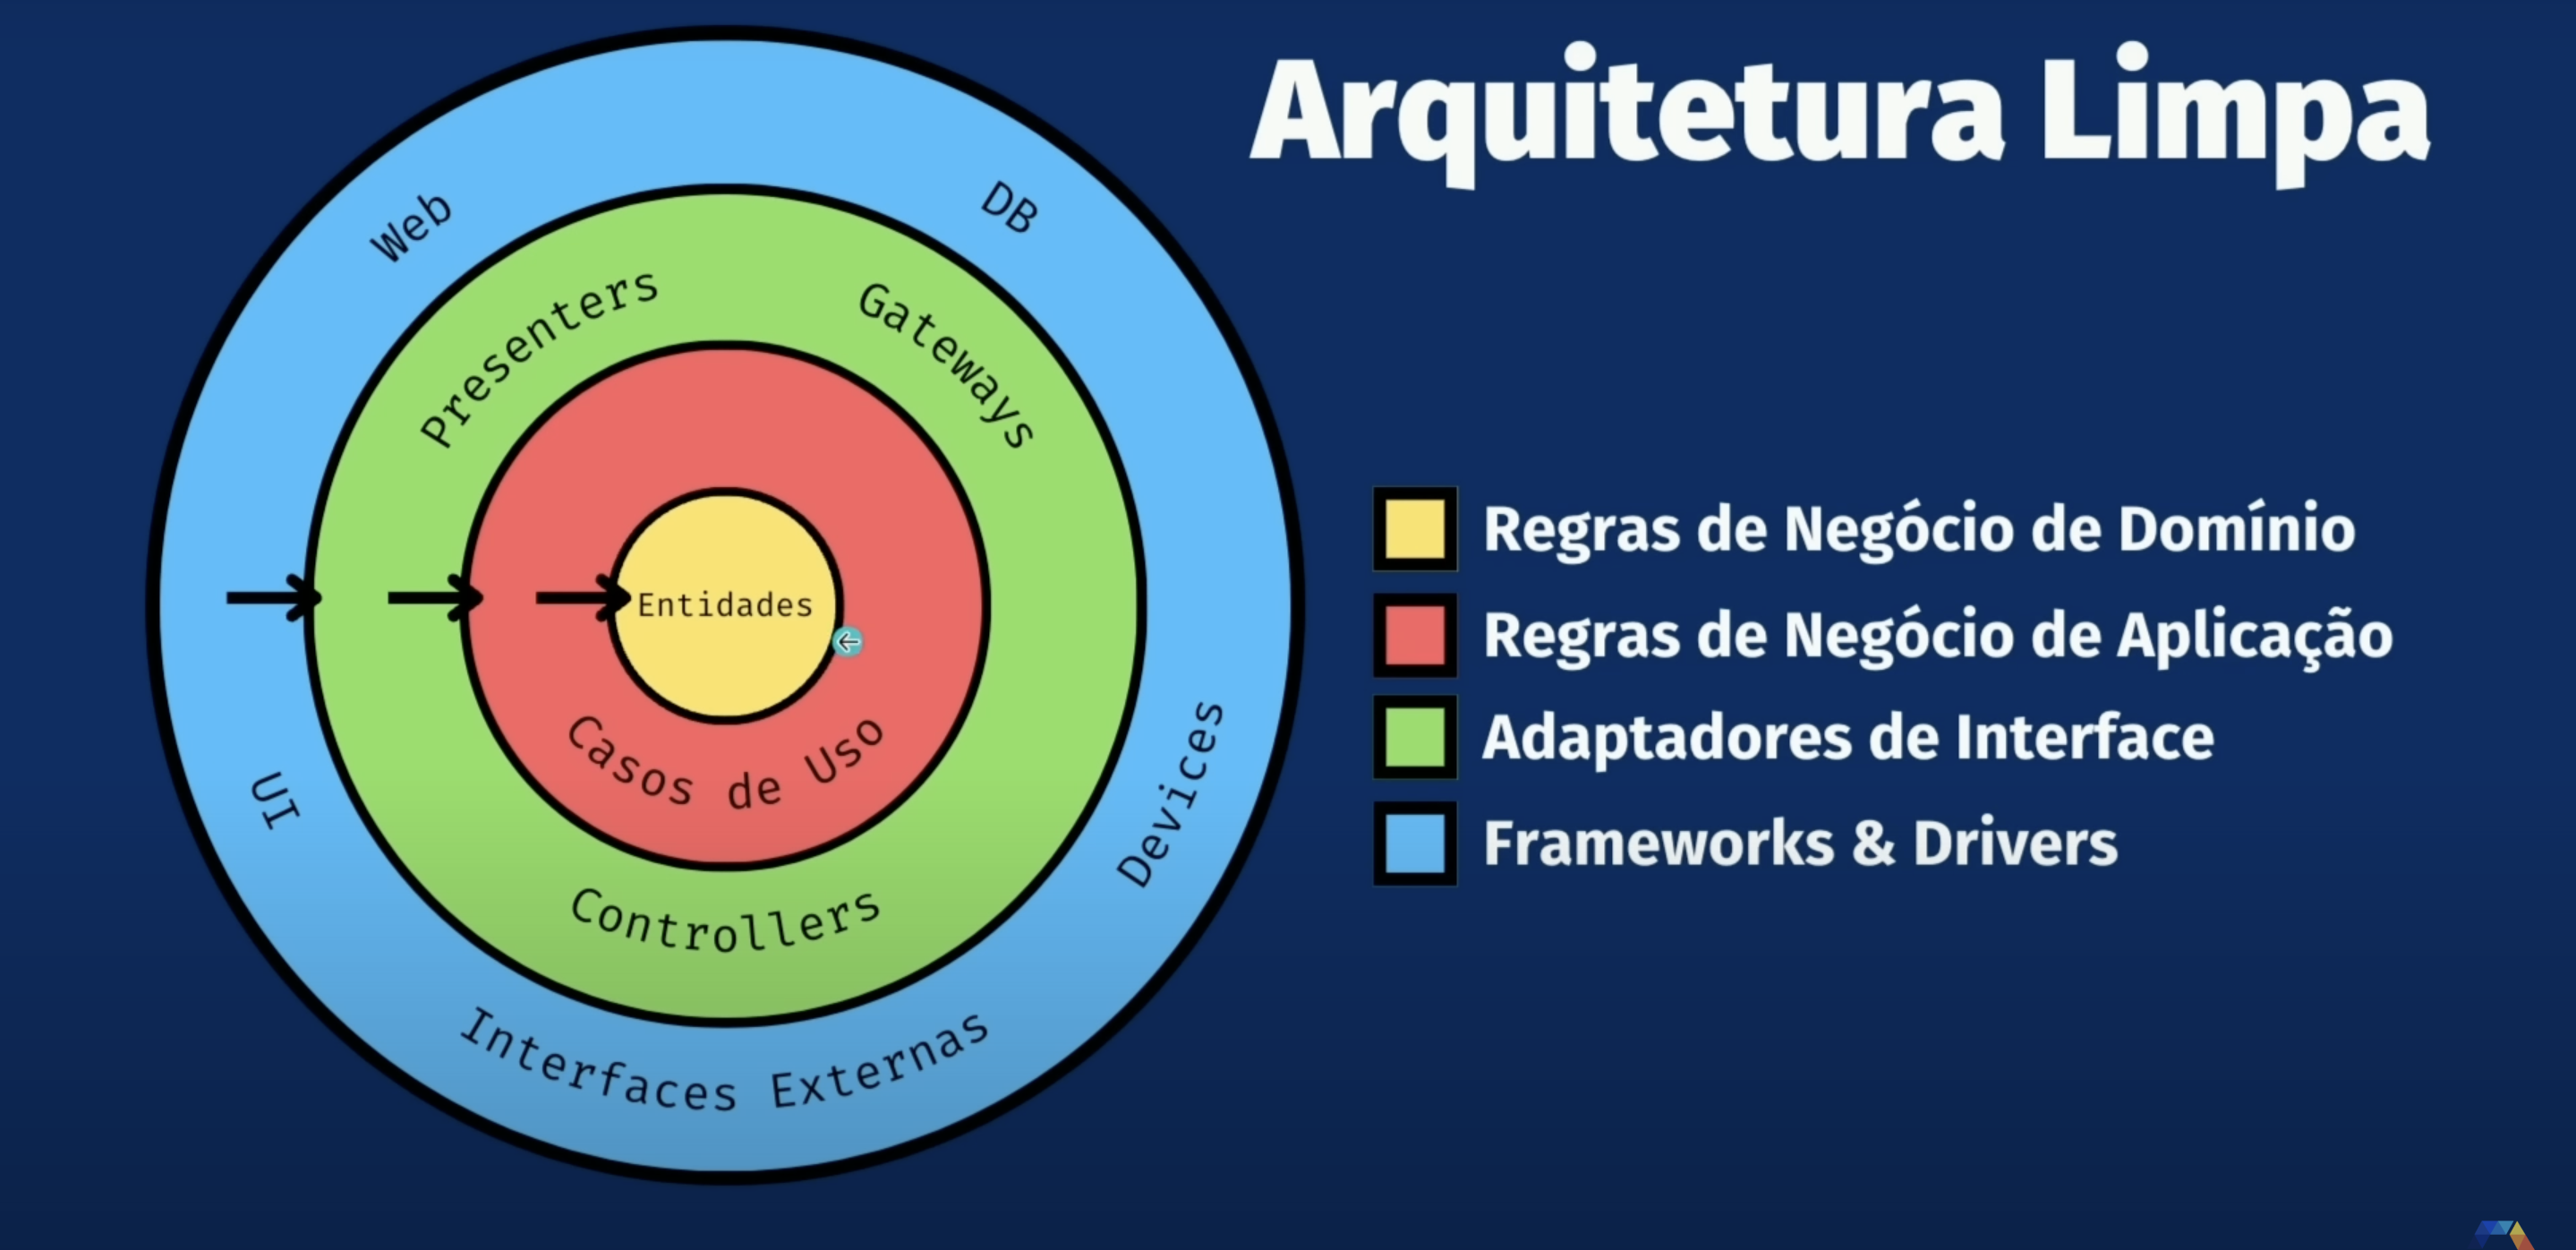 Arquitetura Limpa
Web
DB
Presenters
Gateways
Entidades
Casos de Uso
UI
Devices
Controllers
Interfaces Externas
Regras de Negócio de Domínio
Regras de Negócio de Aplicação
Adaptadores de Interface
Frameworks & Drivers